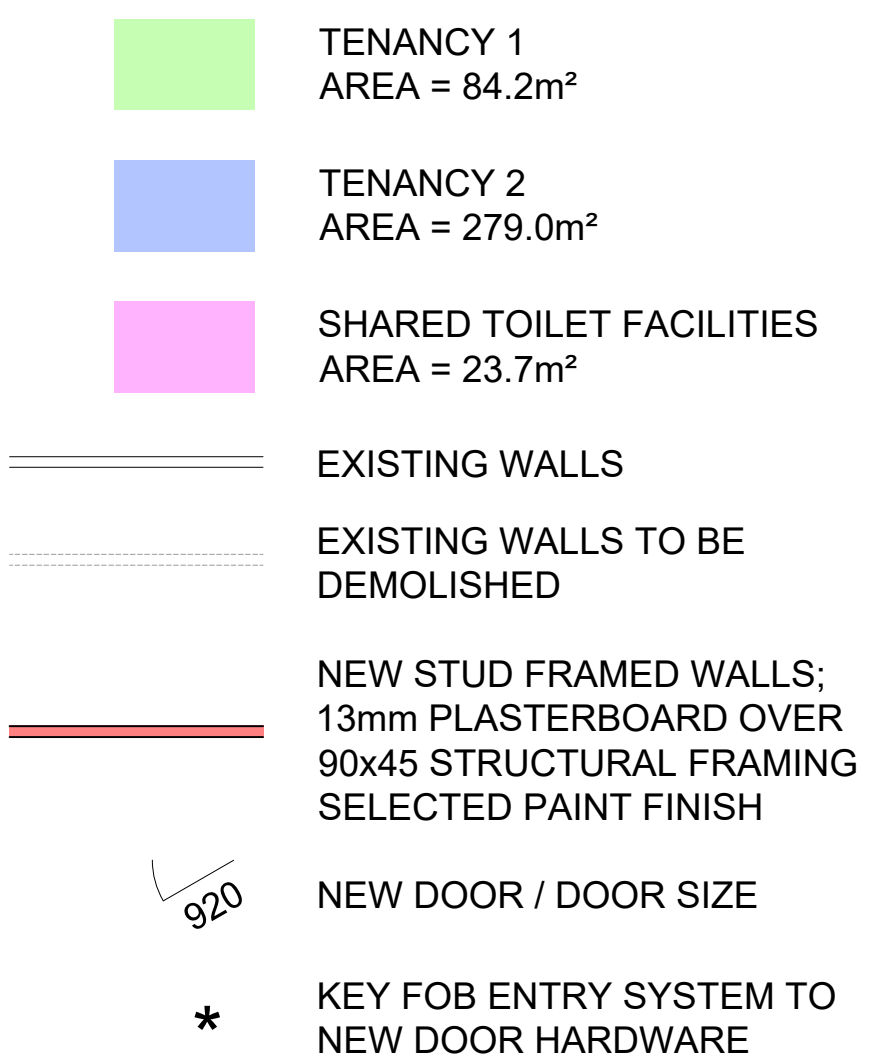 TENANCY 1
AREA = 84.2m²
TENANCY 2
AREA = 279.0m²
SHARED TOILET FACILITIES
AREA = 23.7m²
EXISTING WALLS
EXISTING WALLS TO BE
DEMOLISHED
NEW STUD FRAMED WALLS;
13mm PLASTERBOARD OVER
90x45 STRUCTURAL FRAMING
SELECTED PAINT FINISH
920
NEW DOOR / DOOR SIZE
*
KEY FOB ENTRY SYSTEM TO
NEW DOOR HARDWARE